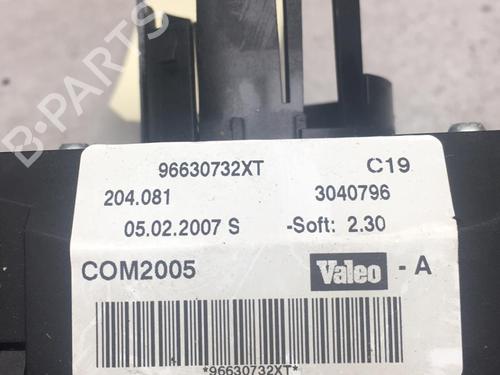 B-PARTS
96630732XT C19
204.081 3040796
05.02.2007 S -Soft: 2.30
COM2005 Valeo - A
*96630732XT*